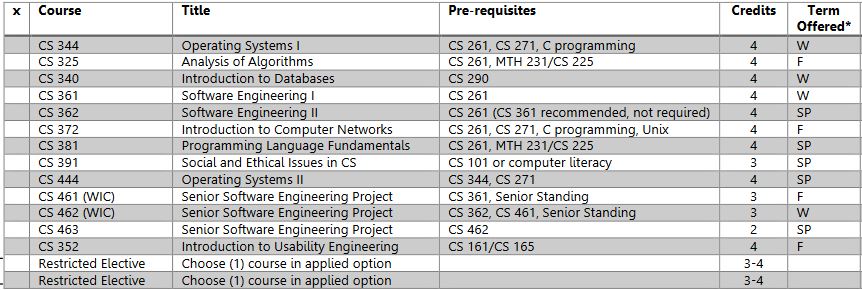 x Course Title Pre-requisites Credits Term Offered*
CS 344 Operating Systems I CS 261, CS 271, C programming 4 W
CS 325 Analysis of Algorithms CS 261, MTH 231/CS 225 4 F
CS 340 Introduction to Databases CS 290 4 W
CS 361 Software Engineering I CS 261 4 W
CS 362 Software Engineering II CS 261 (CS 361 recommended, not required) 4 SP
CS 372 Introduction to Computer Networks CS 261, CS 271, C programming, Unix 4 F
CS 381 Programming Language Fundamentals CS 261, MTH 231/CS 225 4 SP
CS 391 Social and Ethical Issues in CS CS 101 or computer literacy 3 SP
CS 444 Operating Systems II CS 344, CS 271 4 SP
CS 461 (WIC) Senior Software Engineering Project CS 361, Senior Standing 3 F
CS 462 (WIC) Senior Software Engineering Project CS 362, CS 461, Senior Standing 3 W
CS 463 Senior Software Engineering Project CS 462 2 SP
CS 352 Introduction to Usability Engineering CS 161/CS 165 4 F
Restricted Elective Choose (1) course in applied option 3-4
Restricted Elective Choose (1) course in applied option 3-4